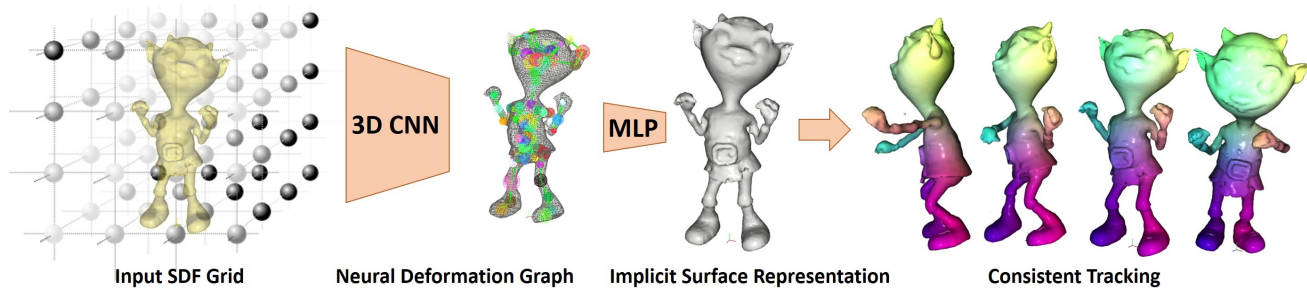 3D CNN
MLP
Input SDF Grid
Neural Deformation Graph
Implicit Surface Representation
Consistent Tracking